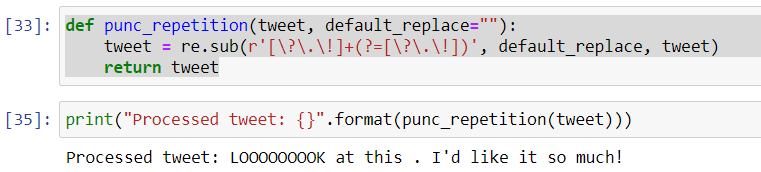 [33]: def punc_repetition(tweet, default_replace=""):
tweet = re.sub(r'[\?\.\!]+(?=[\?\.\!])', default_replace, tweet)
return tweet
[35]: print("Processed tweet: {}".format(punc_repetition(tweet)))
Processed tweet: LOOOOOOOOK at this . I'd like it so much!